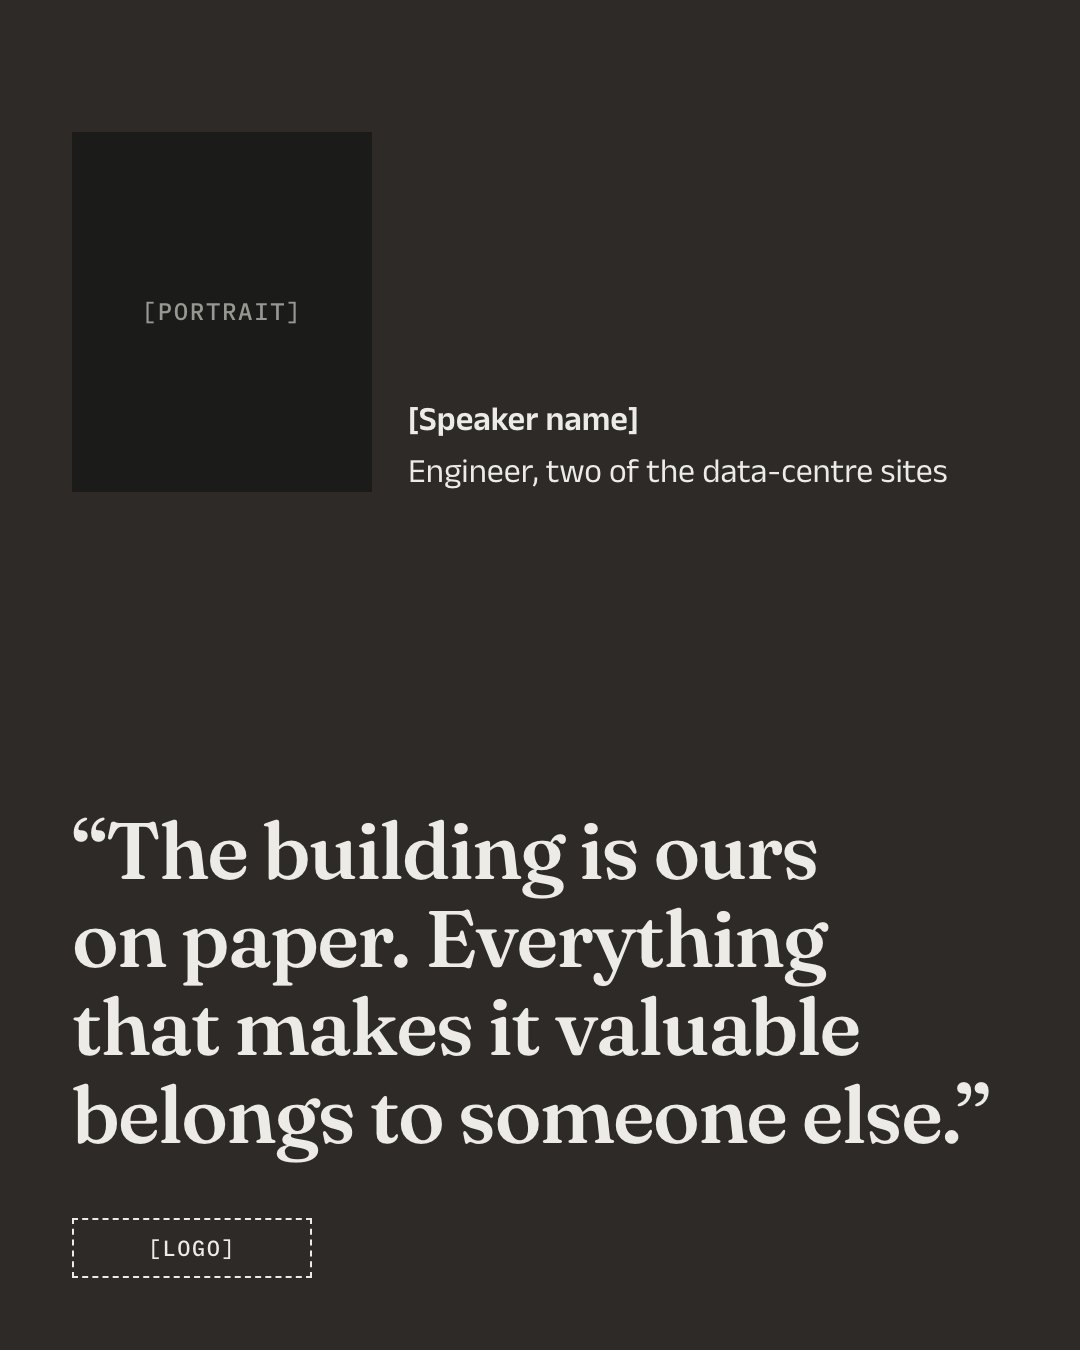 [PORTRAIT]
[Speaker name]
Engineer, two of the data-centre sites
“The building is ours
on paper. Everything
that makes it valuable
belongs to someone else.”
[LOGO]